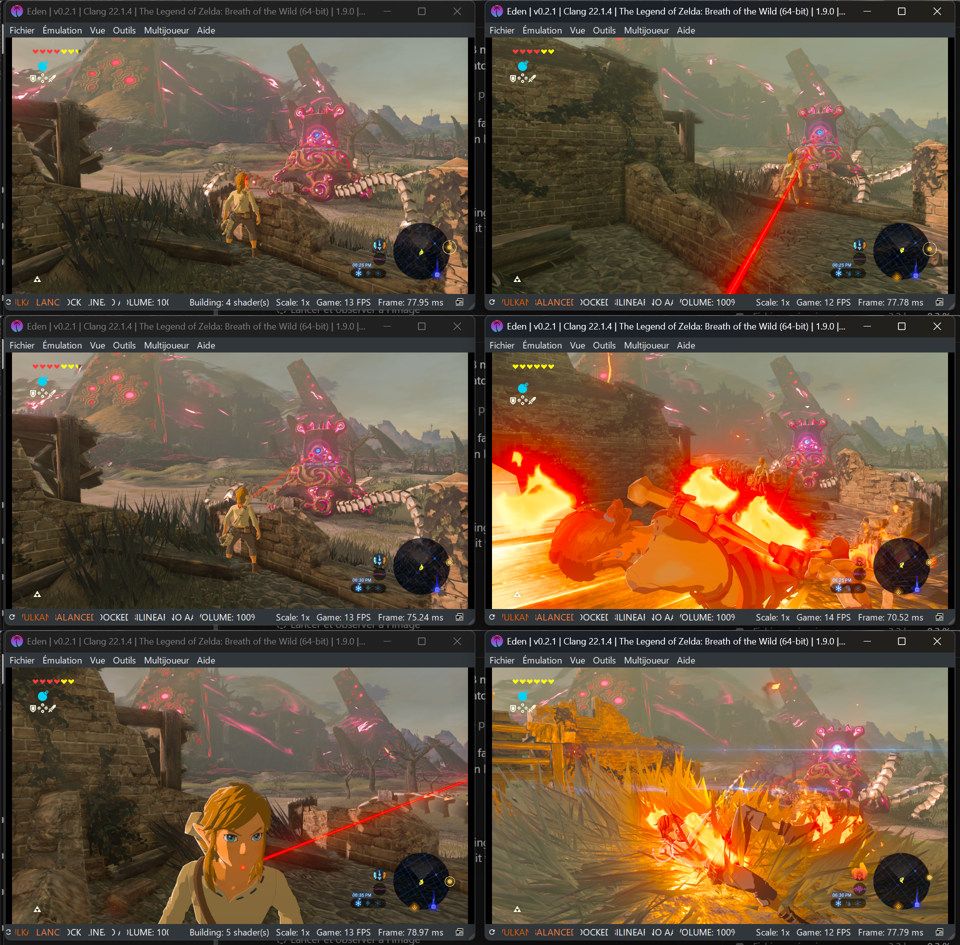 Eden | v0.2.1 | Clang 22.1.4 | The Legend of Zelda: Breath of the Wild (64-bit) | 1.9.0 |...
Fichier Émulation Vue Outils Multijoueur Aide
Building: 4 shader(s) Scale: 1x Game: 13 FPS Frame: 77.95 ms
Eden | v0.2.1 | Clang 22.1.4 | The Legend of Zelda: Breath of the Wild (64-bit) | 1.9.0 |...
Fichier Émulation Vue Outils Multijoueur Aide
Scale: 1x Game: 12 FPS Frame: 77.78 ms
Eden | v0.2.1 | Clang 22.1.4 | The Legend of Zelda: Breath of the Wild (64-bit) | 1.9.0 |...
Fichier Émulation Vue Outils Multijoueur Aide
Scale: 1x Game: 13 FPS Frame: 75.24 ms
Eden | v0.2.1 | Clang 22.1.4 | The Legend of Zelda: Breath of the Wild (64-bit) | 1.9.0 |...
Fichier Émulation Vue Outils Multijoueur Aide
Scale: 1x Game: 14 FPS Frame: 70.52 ms
Eden | v0.2.1 | Clang 22.1.4 | The Legend of Zelda: Breath of the Wild (64-bit) | 1.9.0 |...
Fichier Émulation Vue Outils Multijoueur Aide
Building: 5 shader(s) Scale: 1x Game: 13 FPS Frame: 78.97 ms
Eden | v0.2.1 | Clang 22.1.4 | The Legend of Zelda: Breath of the Wild (64-bit) | 1.9.0 |...
Fichier Émulation Vue Outils Multijoueur Aide
Scale: 1x Game: 12 FPS Frame: 77.79 ms